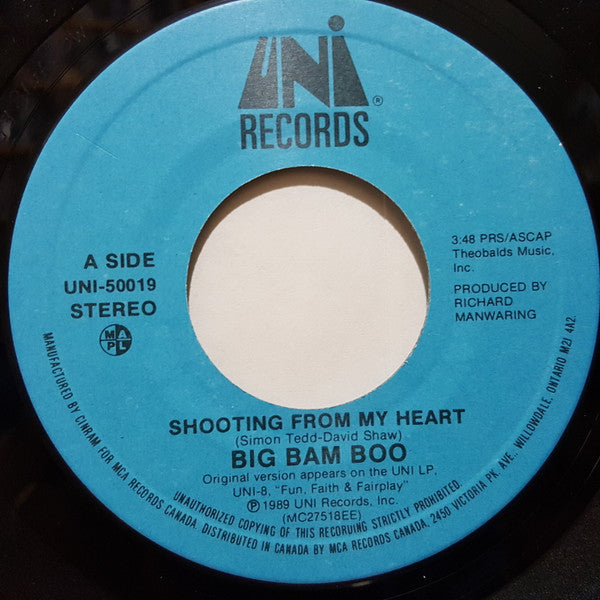 UNI
®
RECORDS
A SIDE
UNI-50019
STEREO
MAPL
3:48 PRS/ASCAP
Theobalds Music,
Inc.
PRODUCED BY
RICHARD
MANWARING
SHOOTING FROM MY HEART
(Simon Tedd-David Shaw)
BIG BAM BOO
Original version appears on the UNI LP,
UNI-8, "Fun, Faith & Fairplay"
Ⓟ 1989 UNI Records, Inc.
(MC27518EE)
UNAUTHORIZED COPYING OF THIS RECORUING STRICTLY PROHIBITED.
MANUFACTURED BY CINRAM FOR MCA RECORDS CANADA. DISTRIBUTED IN CANADA BY MCA RECORDS CANADA, 2450 VICTORIA PK. AVE., WILLOWDALE, ONTARIO M2J 4A2.